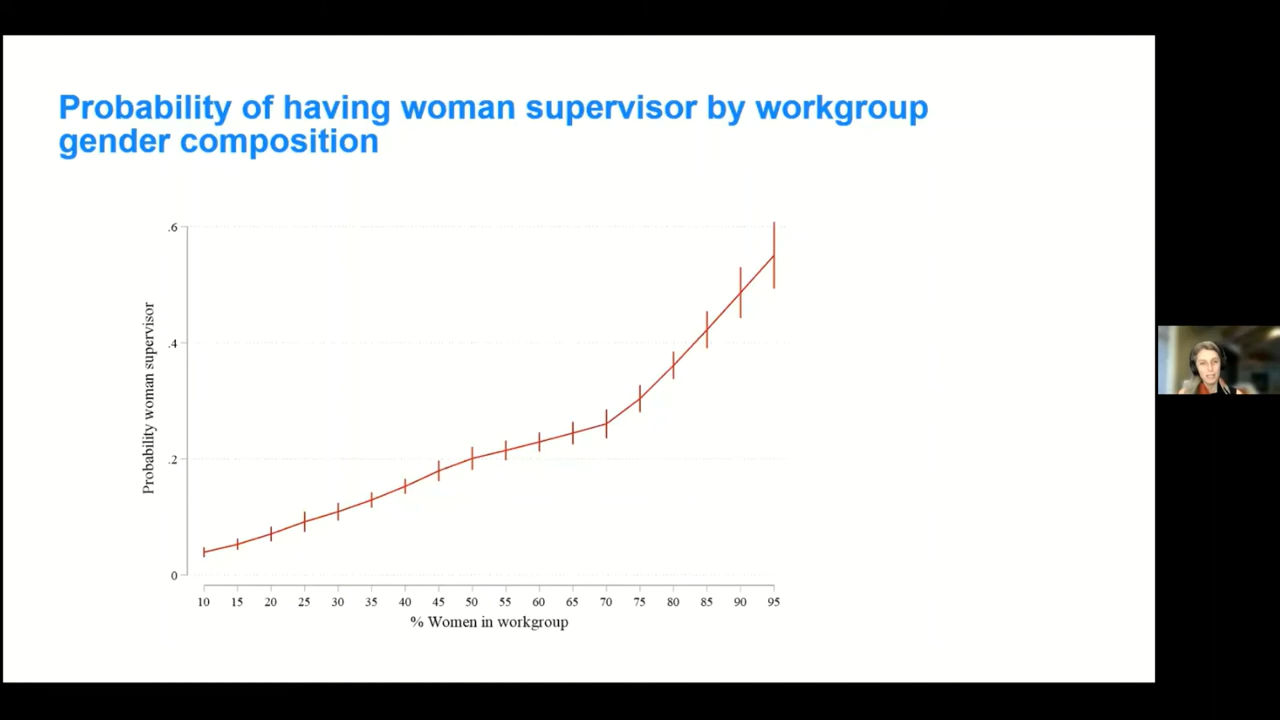 Probability of having woman supervisor by workgroup
gender composition
Probability woman supervisor
.6
.4
.2
0
10 15 20 25 30 35 40 45 50 55 60 65 70 75 80 85 90 95
% Women in workgroup